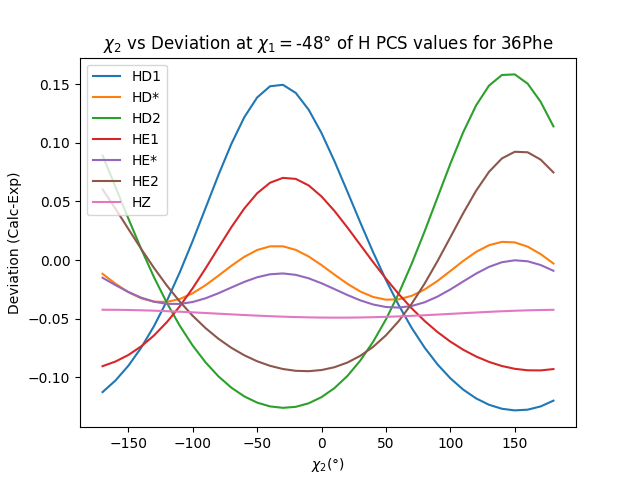 χ₂ vs Deviation at χ₁ = -48° of H PCS values for 36Phe
HD1
HD*
HD2
HE1
HE*
HE2
HZ
Deviation (Calc-Exp)
0.15
0.10
0.05
0.00
−0.05
−0.10
−150
−100
−50
0
50
100
150
χ₂(°)